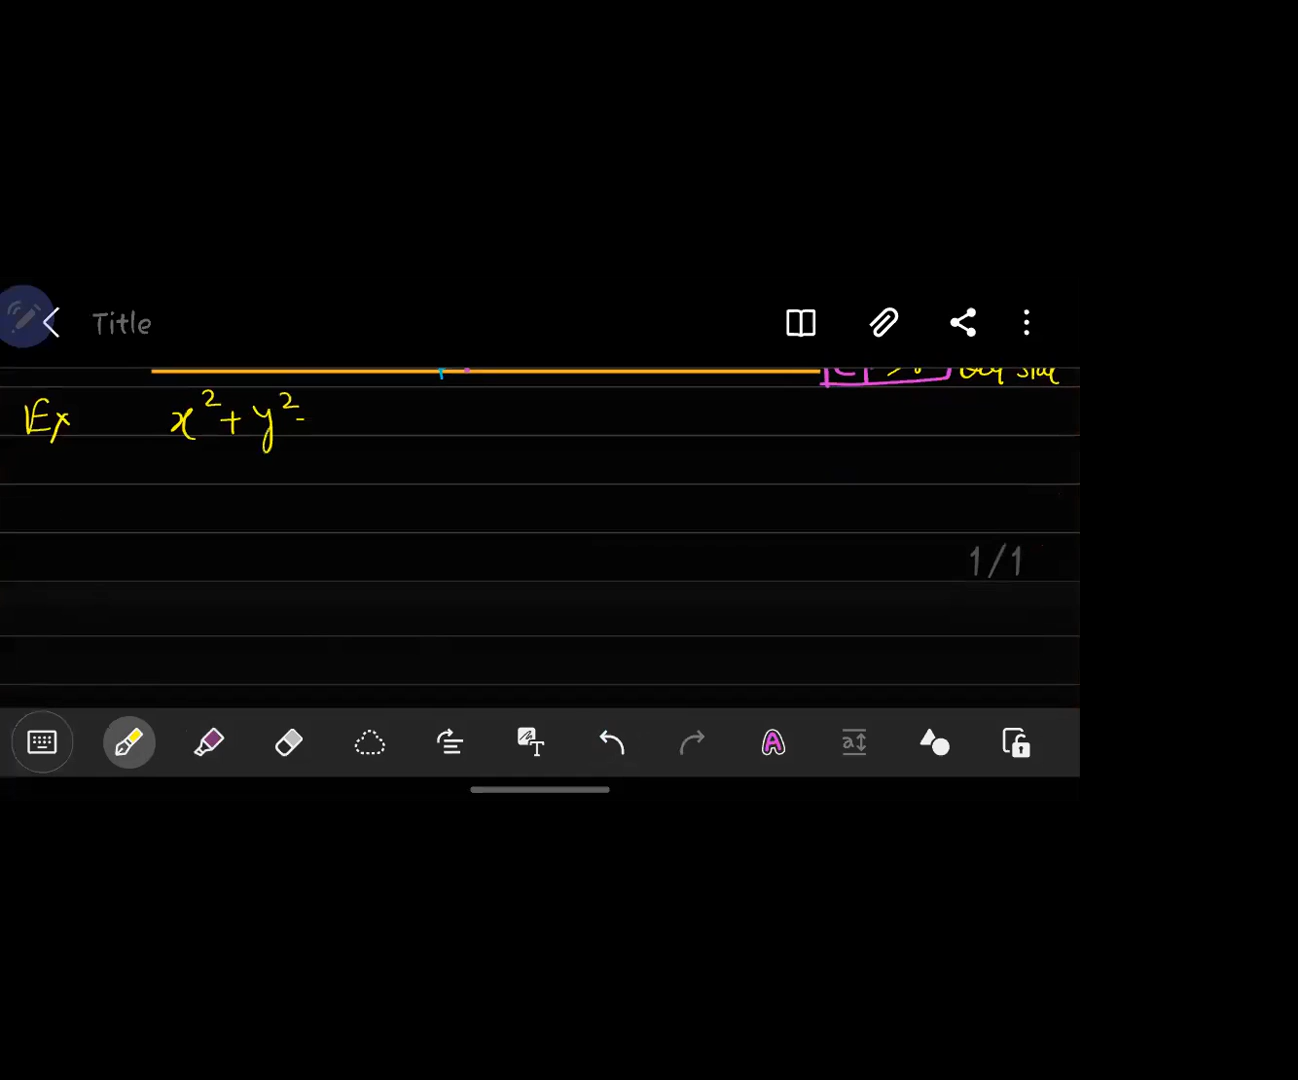 Title
Ex x² + y² -
1/1